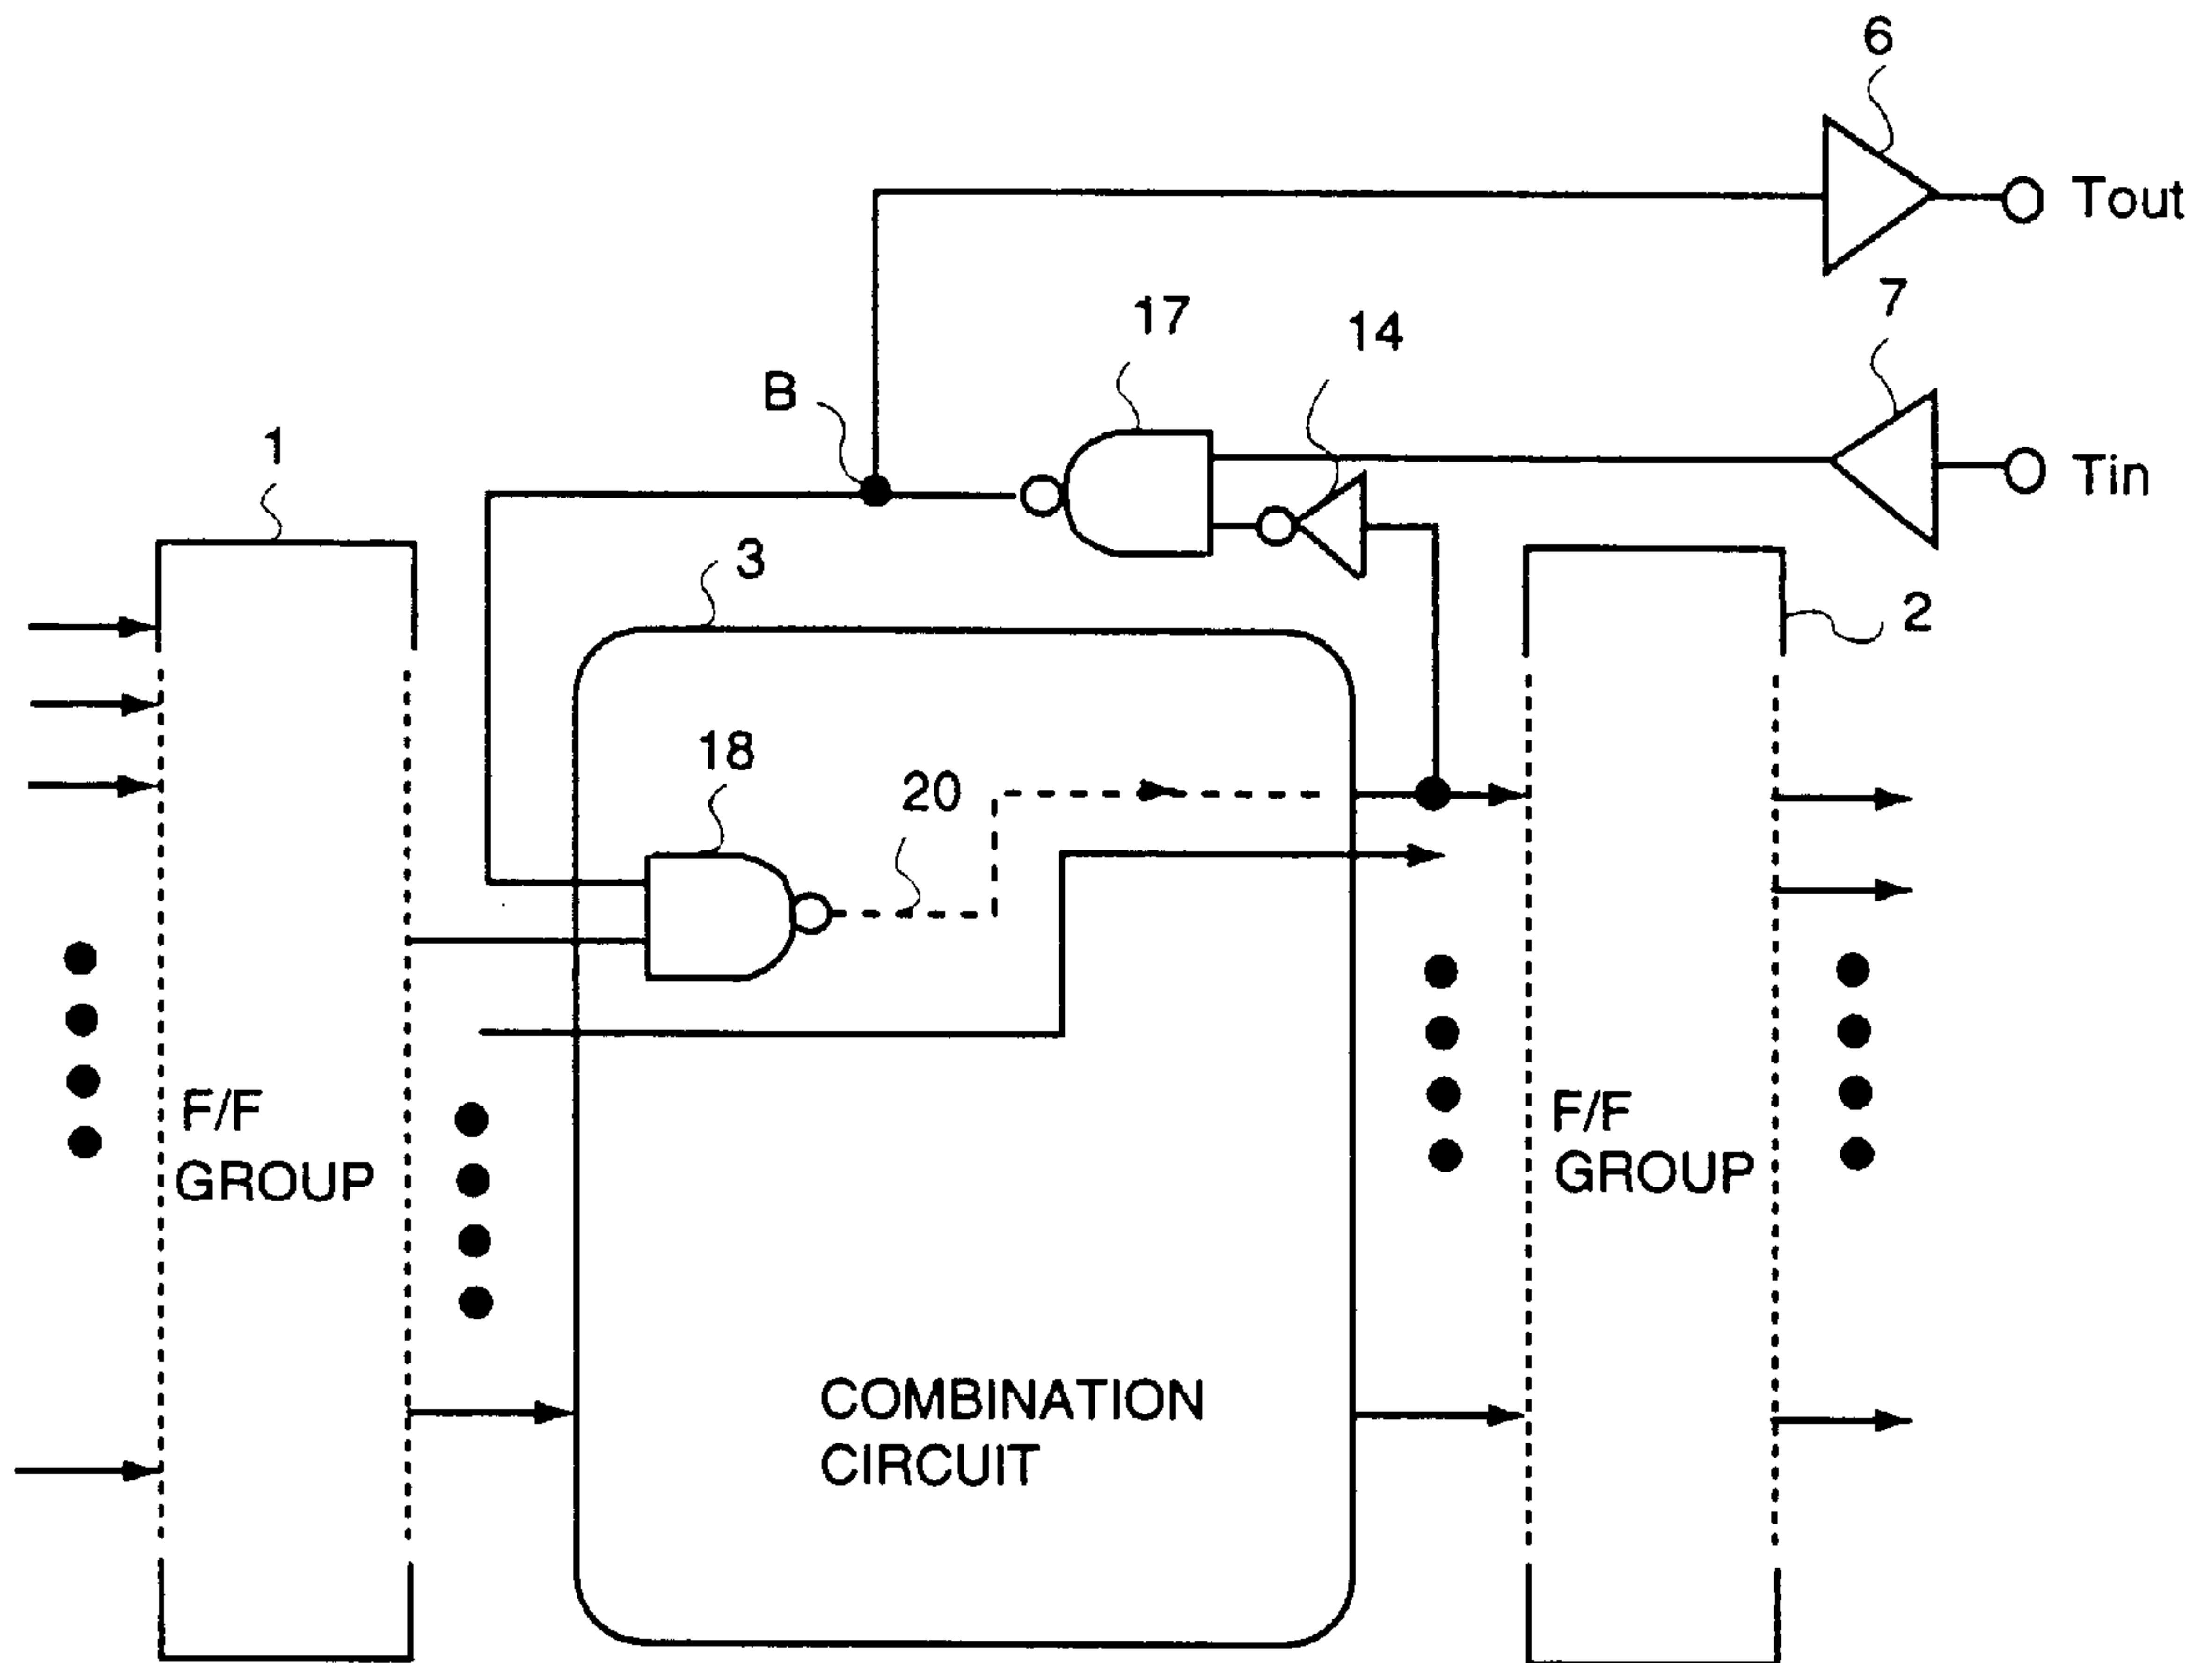 6
Tout
7
17
14
B
Tin
1
3
2
18
20
F/F
GROUP
F/F
GROUP
COMBINATION
CIRCUIT